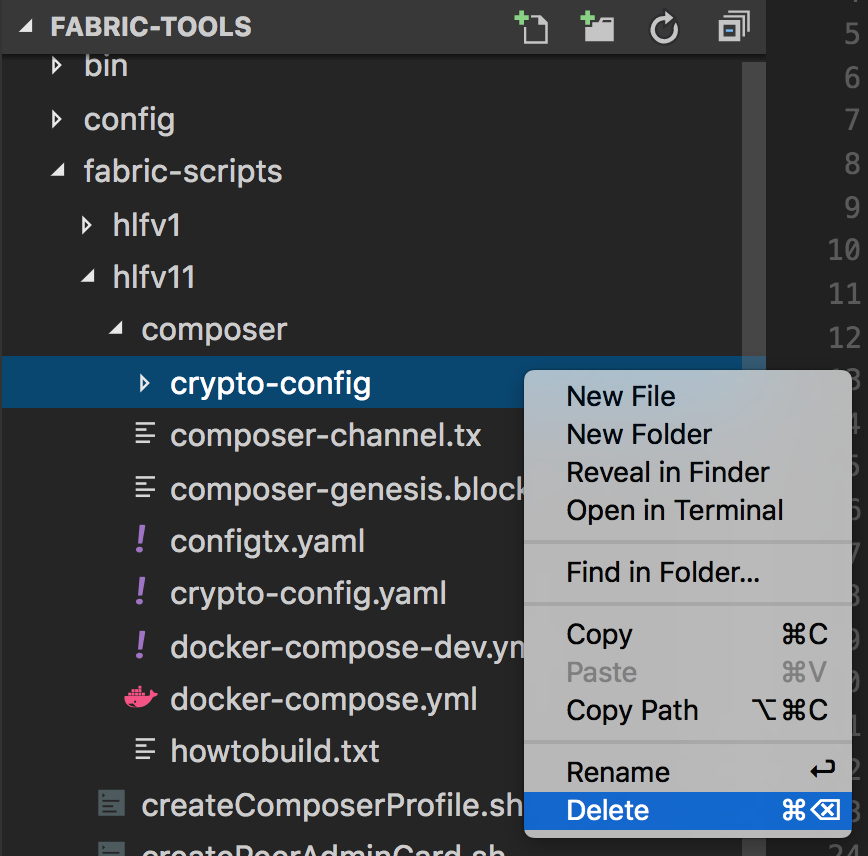 FABRIC-TOOLS
bin
config
fabric-scripts
hlfv1
hlfv11
composer
crypto-config
composer-channel.tx
composer-genesis.block
configtx.yaml
crypto-config.yaml
docker-compose-dev.ym
docker-compose.yml
howtobuild.txt
createComposerProfile.sh
createPeerAdminCard.sh
New File
New Folder
Reveal in Finder
Open in Terminal
Find in Folder...
Copy ⌘C
Paste ⌘V
Copy Path ⌥⌘C
Rename ↩
Delete ⌘⌫
5
6
7
8
9
10
11
12